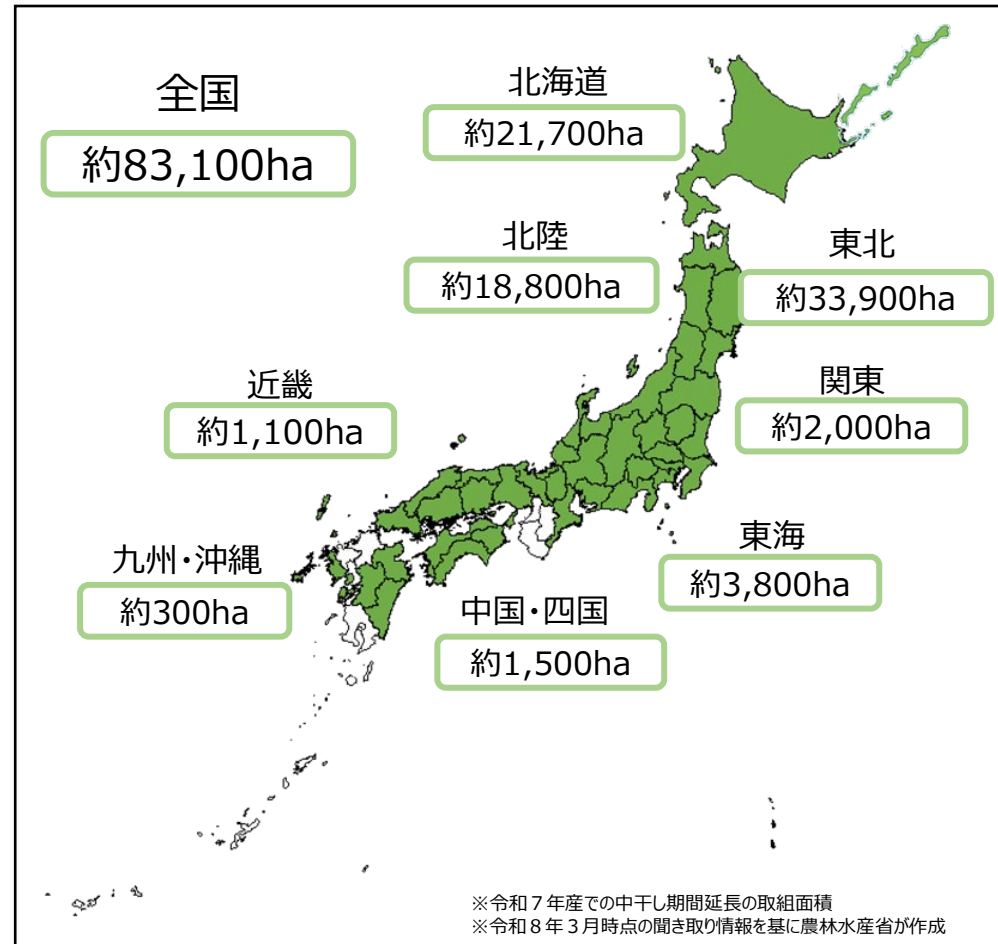 全国
約83,100ha
北海道
約21,700ha
北陸
約18,800ha
東北
約33,900ha
近畿
約1,100ha
関東
約2,000ha
東海
約3,800ha
九州・沖縄
約300ha
中国・四国
約1,500ha
※令和7年産での中干し期間延長の取組面積
※令和8年3月時点の聞き取り情報を基に農林水産省が作成